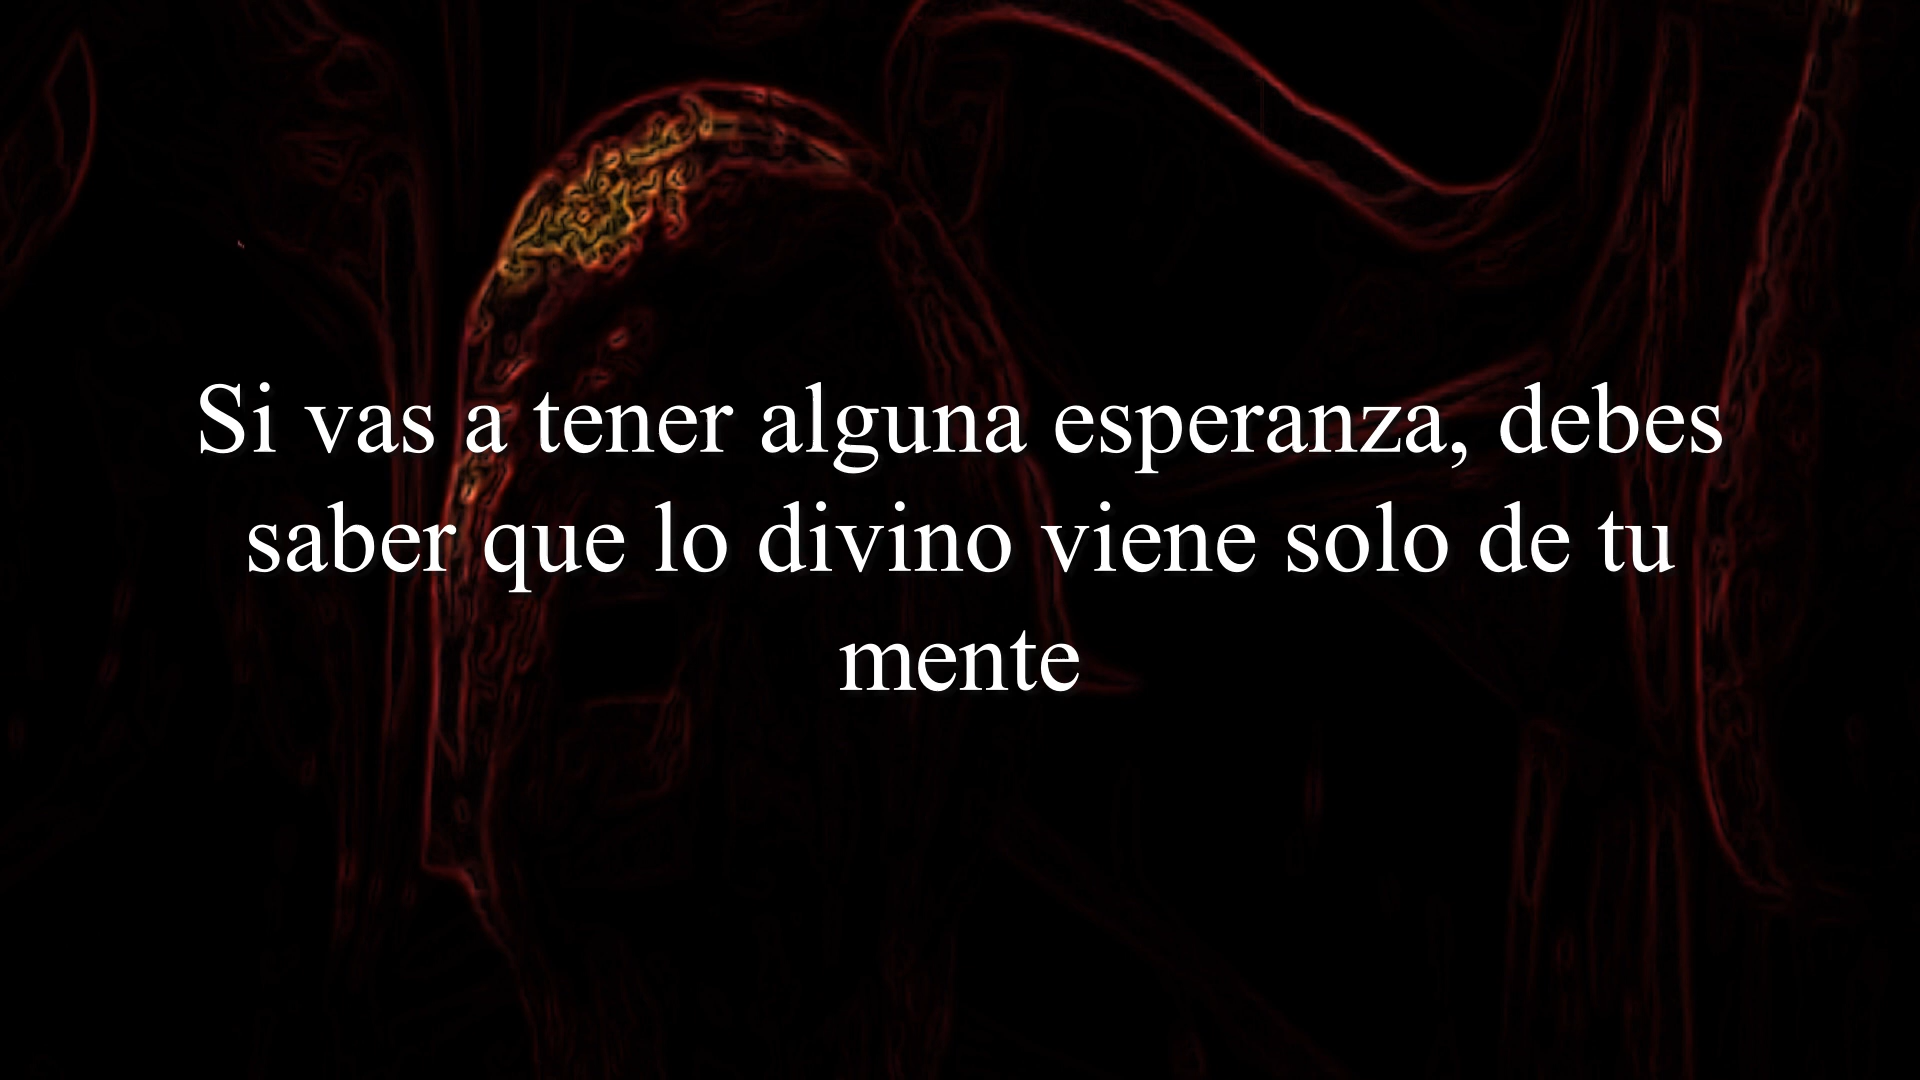 Si vas a tener alguna esperanza, debes
saber que lo divino viene solo de tu
mente